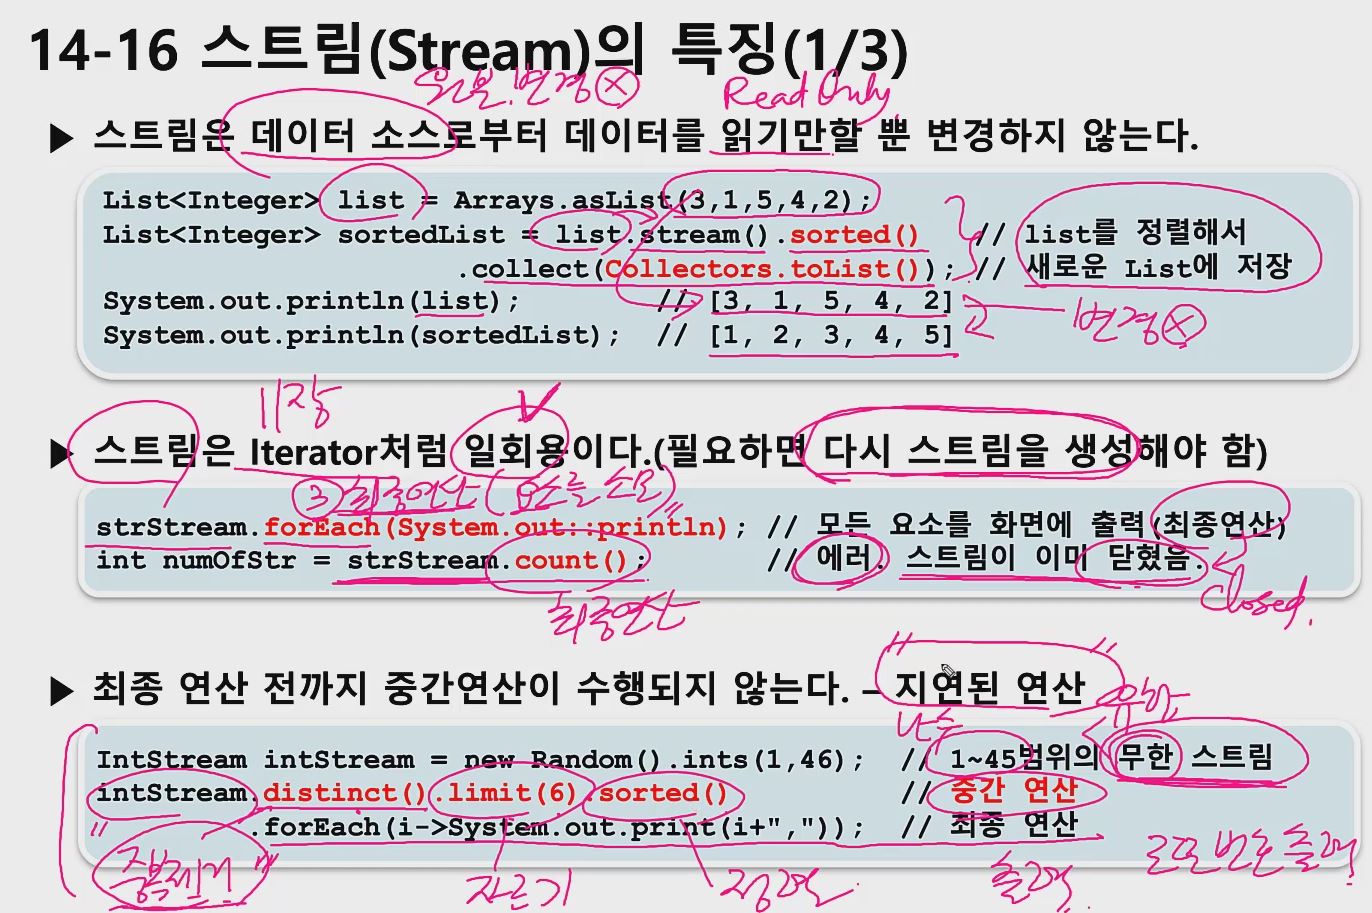 14-16 스트림(Stream)의 특징(1/3)
원본.변경 X
Read Only
▶ 스트림은 데이터 소스로부터 데이터를 읽기만할 뿐 변경하지 않는다.
List<Integer> list = Arrays.asList(3,1,5,4,2);
List<Integer> sortedList = list.stream().sorted() // list를 정렬해서
.collect(Collectors.toList()); // 새로운 List에 저장
System.out.println(list); // [3, 1, 5, 4, 2]
System.out.println(sortedList); // [1, 2, 3, 4, 5]
변경 X
11장
▶ 스트림은 Iterator처럼 일회용이다.(필요하면 다시 스트림을 생성해야 함)
③ 최종연산 (요소를 소모)
strStream.forEach(System.out::println); // 모든 요소를 화면에 출력(최종연산)
int numOfStr = strStream.count(); // 에러. 스트림이 이미 닫혔음.
최종연산
Closed.
▶ 최종 연산 전까지 중간연산이 수행되지 않는다. – 지연된 연산
유한
난수
IntStream intStream = new Random().ints(1,46); // 1~45범위의 무한 스트림
intStream.distinct().limit(6).sorted() // 중간 연산
.forEach(i->System.out.print(i+",")); // 최종 연산
중복제거
자르기
정렬
출력
로또번호 출력